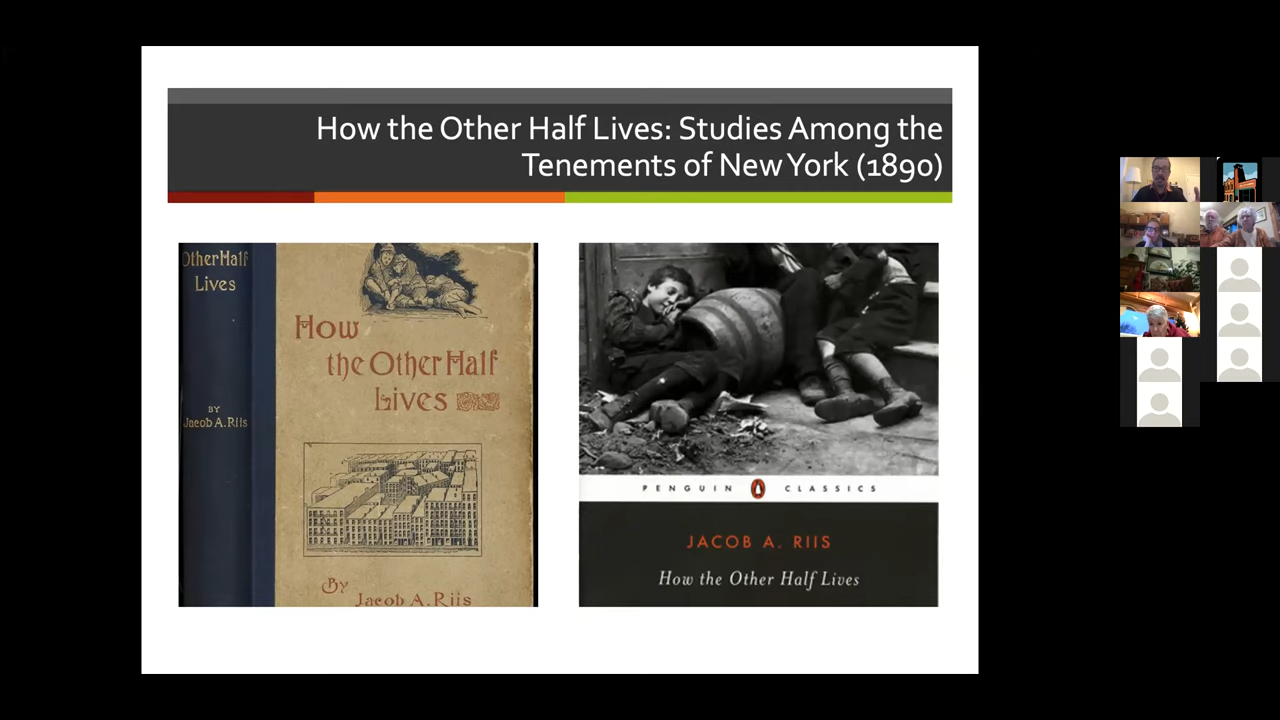 How the Other Half Lives: Studies Among the
Tenements of New York (1890)
Other Half
Lives
BY
Jacob A. Riis
How
the Other Half
Lives
By
Jacob A. Riis
PENGUIN CLASSICS
JACOB A. RIIS
How the Other Half Lives